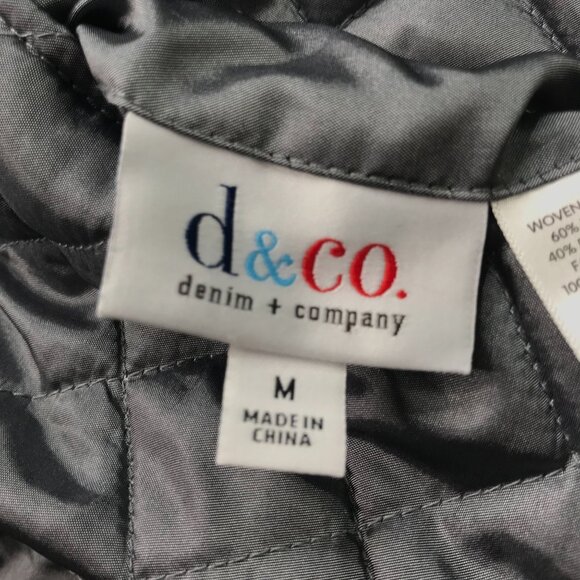 d&co.
denim + company
M
MADE IN
CHINA
WOVEN
60%
40%